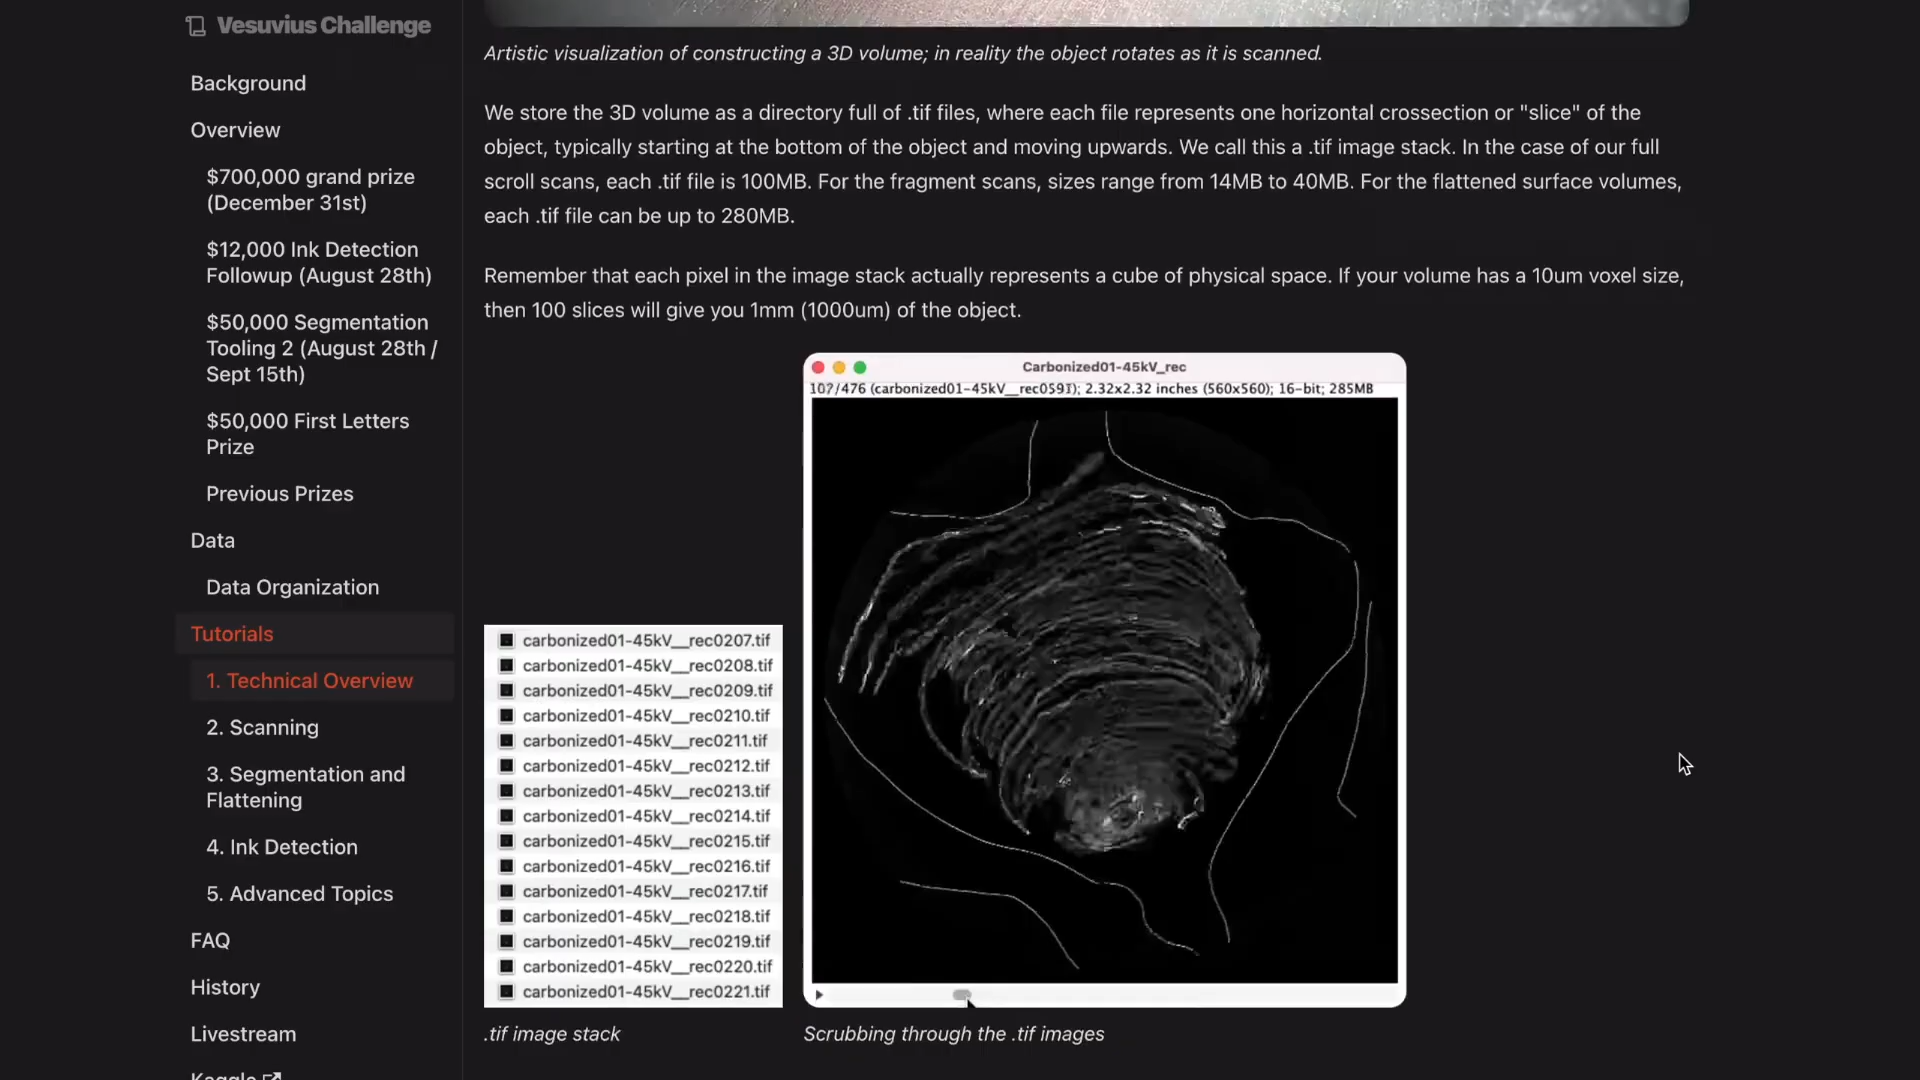 Vesuvius Challenge
Background
Overview
$700,000 grand prize
(December 31st)
$12,000 Ink Detection
Followup (August 28th)
$50,000 Segmentation
Tooling 2 (August 28th /
Sept 15th)
$50,000 First Letters
Prize
Previous Prizes
Data
Data Organization
Tutorials
1. Technical Overview
2. Scanning
3. Segmentation and
Flattening
4. Ink Detection
5. Advanced Topics
FAQ
History
Livestream
Kaggle
Artistic visualization of constructing a 3D volume; in reality the object rotates as it is scanned.
We store the 3D volume as a directory full of .tif files, where each file represents one horizontal crossection or "slice" of the
object, typically starting at the bottom of the object and moving upwards. We call this a .tif image stack. In the case of our full
scroll scans, each .tif file is 100MB. For the fragment scans, sizes range from 14MB to 40MB. For the flattened surface volumes,
each .tif file can be up to 280MB.
Remember that each pixel in the image stack actually represents a cube of physical space. If your volume has a 10um voxel size,
then 100 slices will give you 1mm (1000um) of the object.
carbonized01-45kV__rec0207.tif
carbonized01-45kV__rec0208.tif
carbonized01-45kV__rec0209.tif
carbonized01-45kV__rec0210.tif
carbonized01-45kV__rec0211.tif
carbonized01-45kV__rec0212.tif
carbonized01-45kV__rec0213.tif
carbonized01-45kV__rec0214.tif
carbonized01-45kV__rec0215.tif
carbonized01-45kV__rec0216.tif
carbonized01-45kV__rec0217.tif
carbonized01-45kV__rec0218.tif
carbonized01-45kV__rec0219.tif
carbonized01-45kV__rec0220.tif
carbonized01-45kV__rec0221.tif
.tif image stack
Carbonized01-45kV_rec
2.32x2.32 inches (560x560); 16-bit; 285MB
Scrubbing through the .tif images